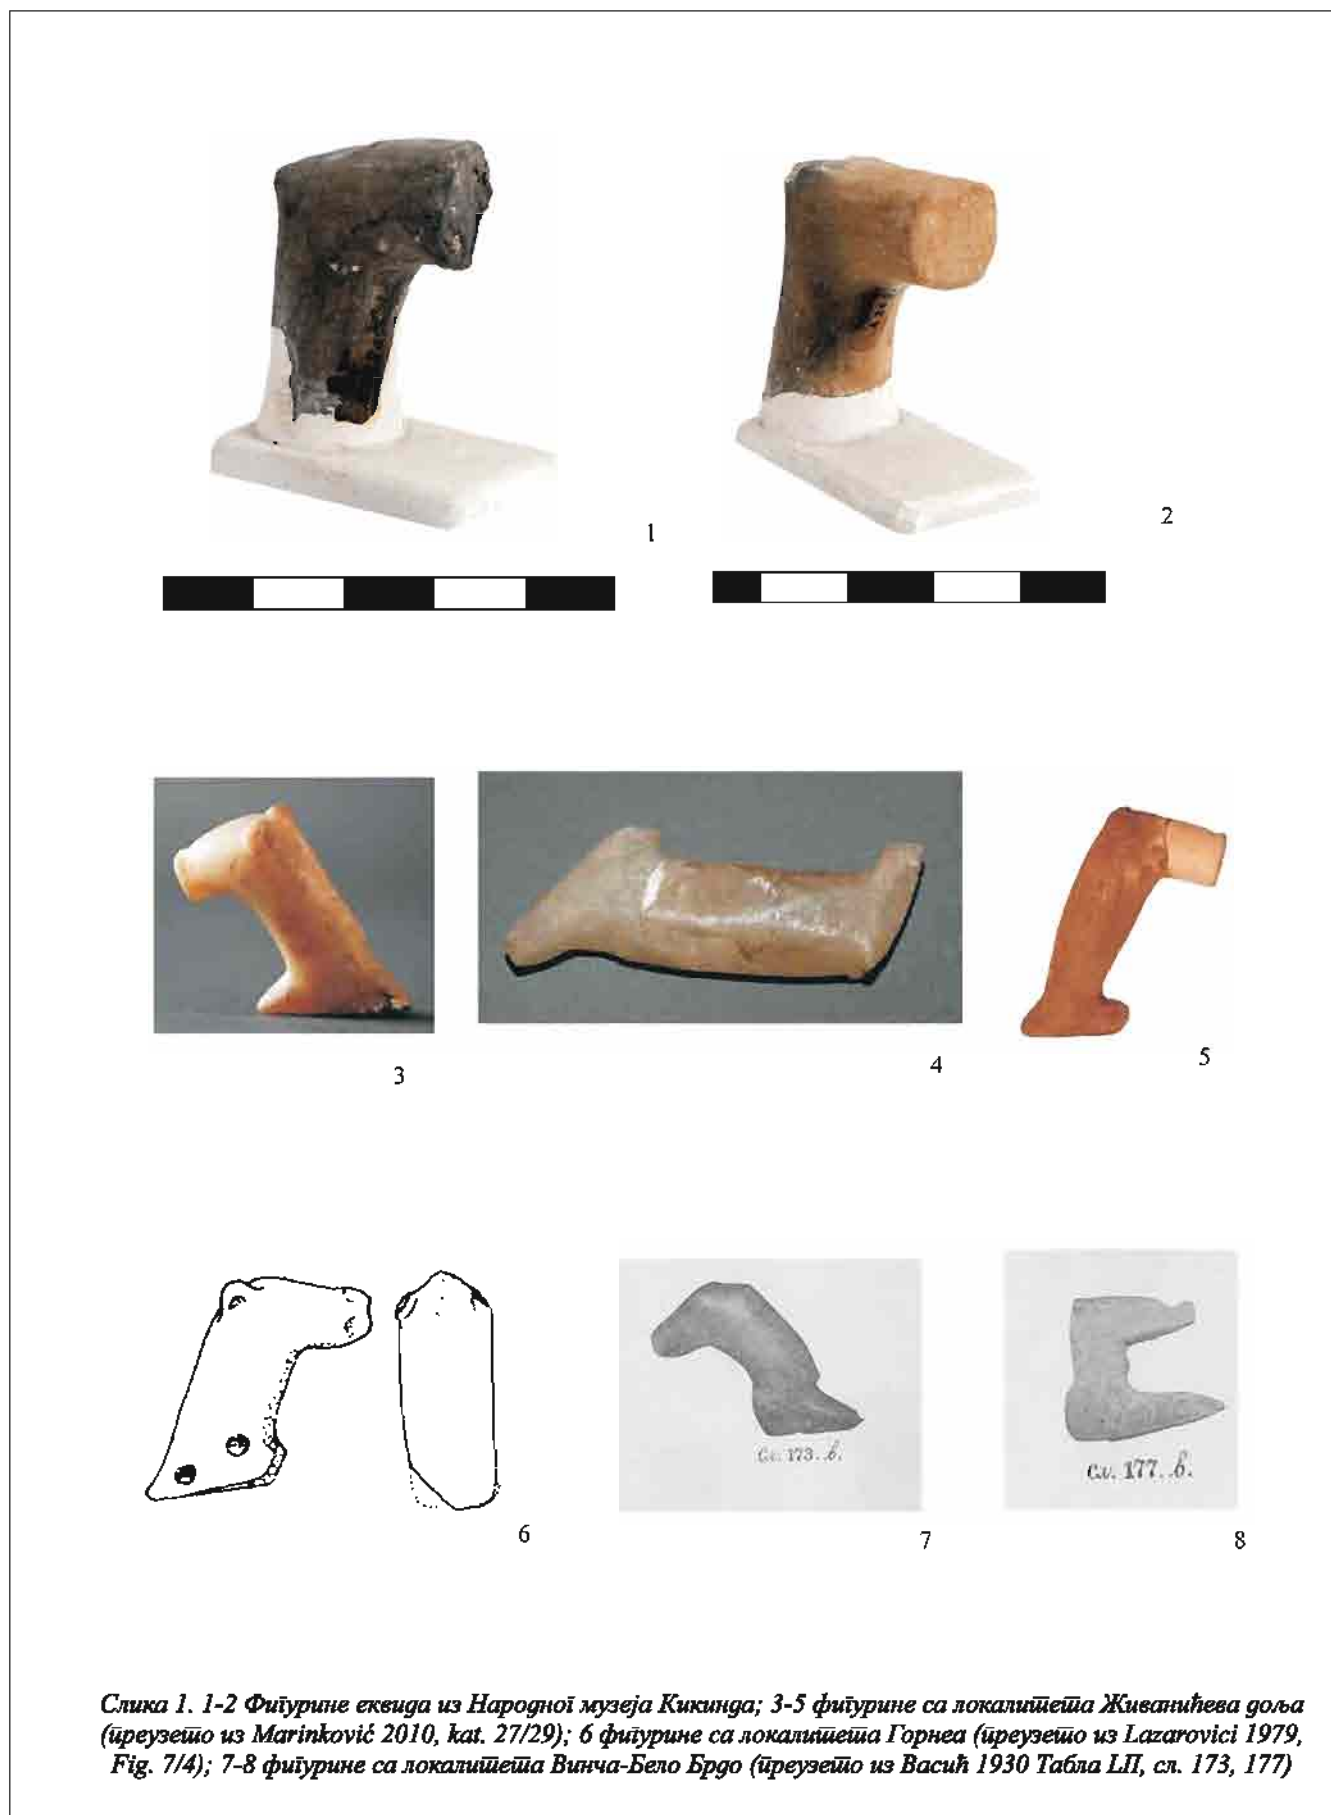 1
2
3
4
5
6
Сл. 173. в.
7
сл. 177. в.
8
Слика 1. 1-2 Фигурине еквида из Народног музеја Кикинда; 3-5 фигурине са локалитета Живанићева доља
(преузето из Marinković 2010, kat. 27/29); 6 фигурине са локалитета Горнеа (преузето из Lazarovici 1979,
Fig. 7/4); 7-8 фигурине са локалитета Винча-Бело Брдо (преузето из Васић 1930 Табла LII, сл. 173, 177)